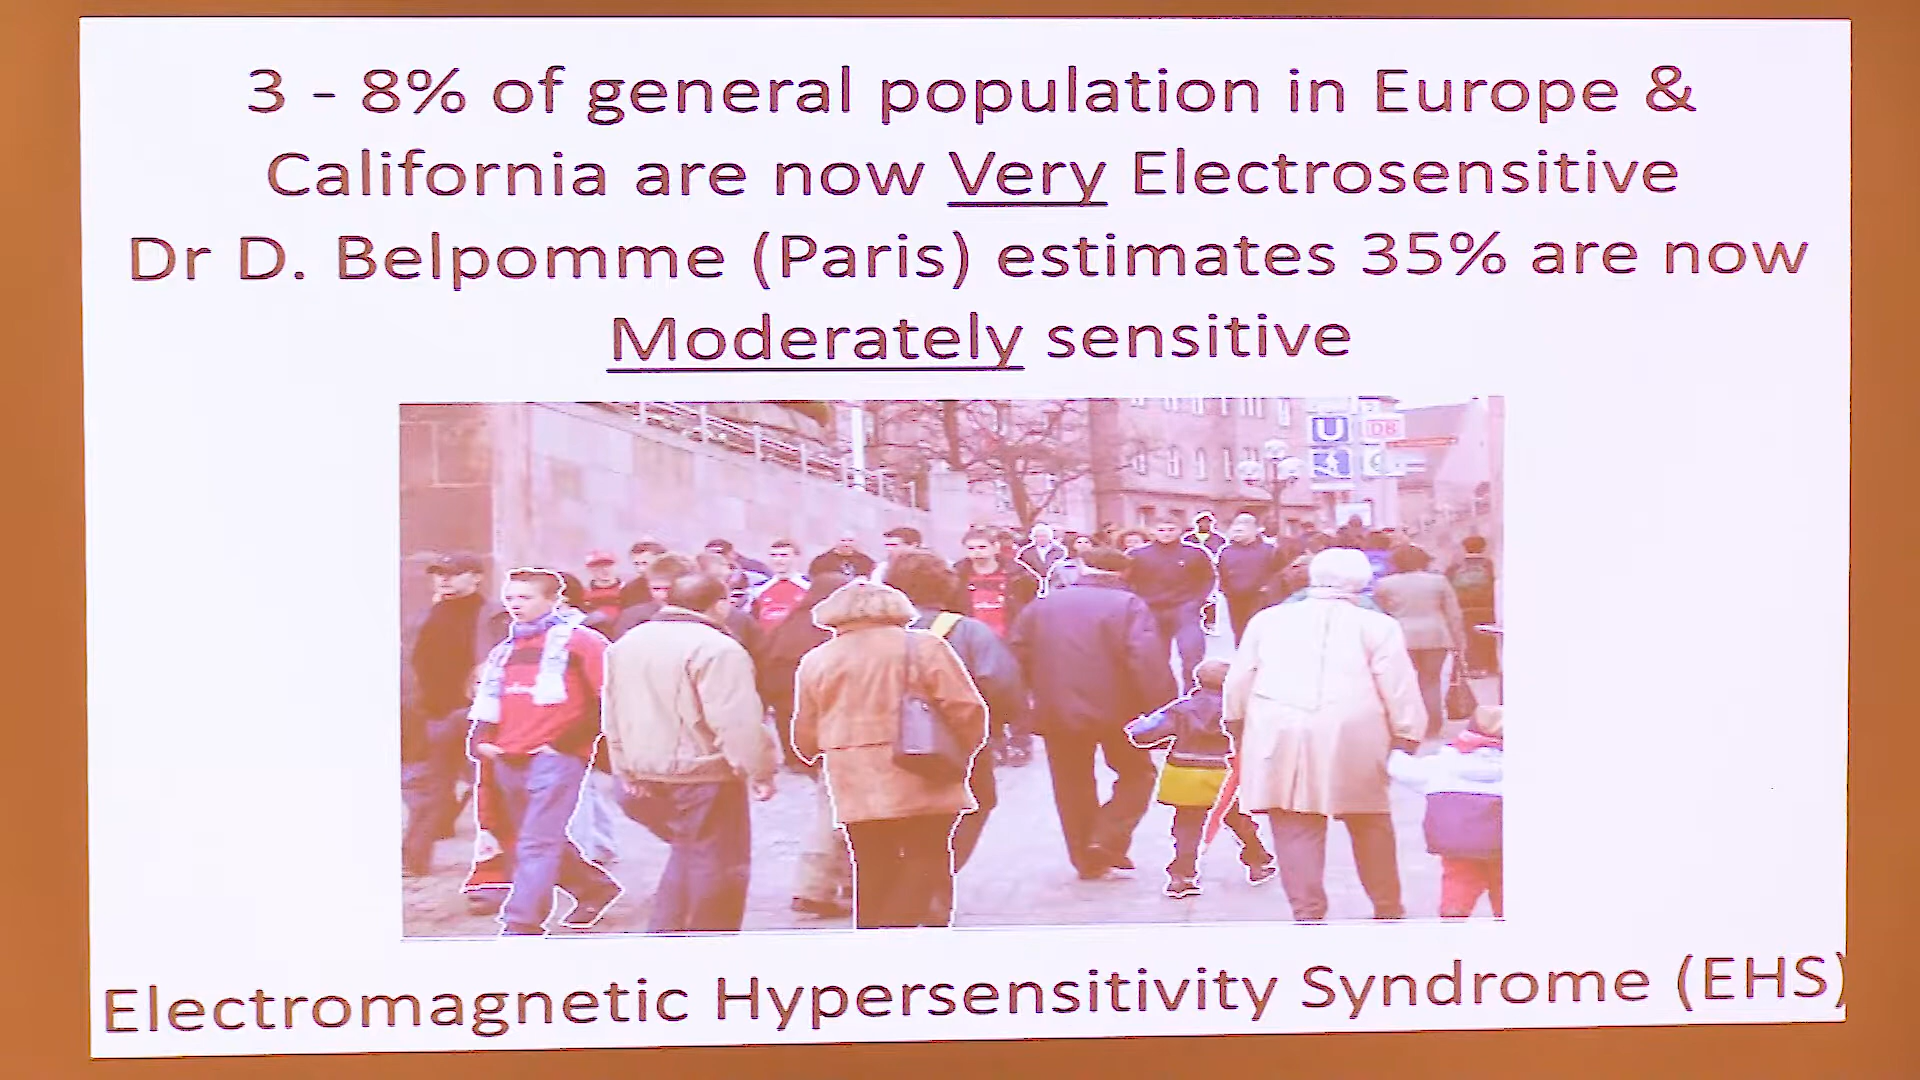 3 - 8% of general population in Europe &
California are now Very Electrosensitive
Dr D. Belpomme (Paris) estimates 35% are now
Moderately sensitive
U
DB
Electromagnetic Hypersensitivity Syndrome (EHS)